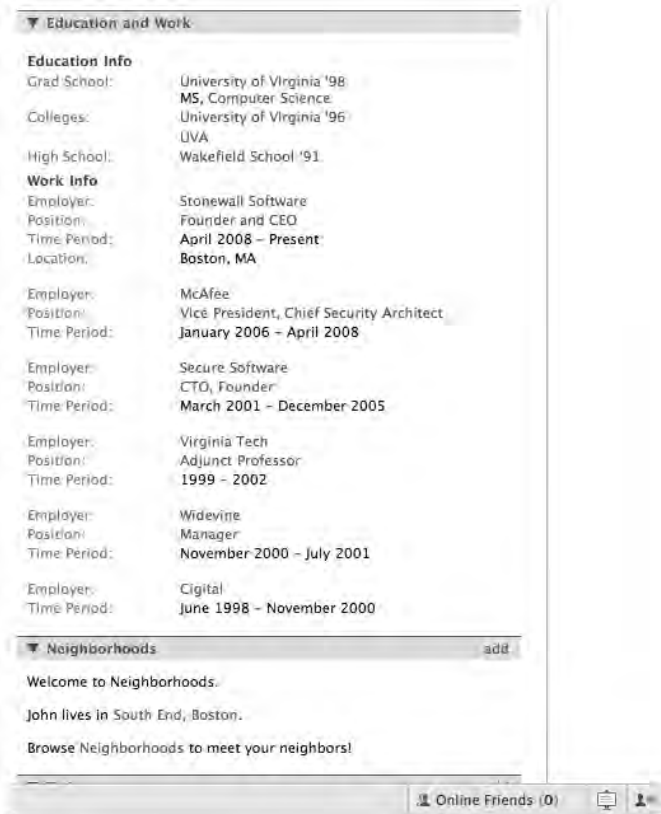 ▼ Education and Work
Education Info
Grad School: University of Virginia '98
MS, Computer Science
Colleges: University of Virginia '96
UVA
High School: Wakefield School '91
Work Info
Employer: Stonewall Software
Position: Founder and CEO
Time Period: April 2008 – Present
Location: Boston, MA
Employer: McAfee
Position: Vice President, Chief Security Architect
Time Period: January 2006 – April 2008
Employer: Secure Software
Position: CTO, Founder
Time Period: March 2001 – December 2005
Employer: Virginia Tech
Position: Adjunct Professor
Time Period: 1999 – 2002
Employer: Widevine
Position: Manager
Time Period: November 2000 – July 2001
Employer: Cigital
Time Period: June 1998 – November 2000
▼ Neighborhoods add
Welcome to Neighborhoods.
John lives in South End, Boston.
Browse Neighborhoods to meet your neighbors!
Online Friends (0)